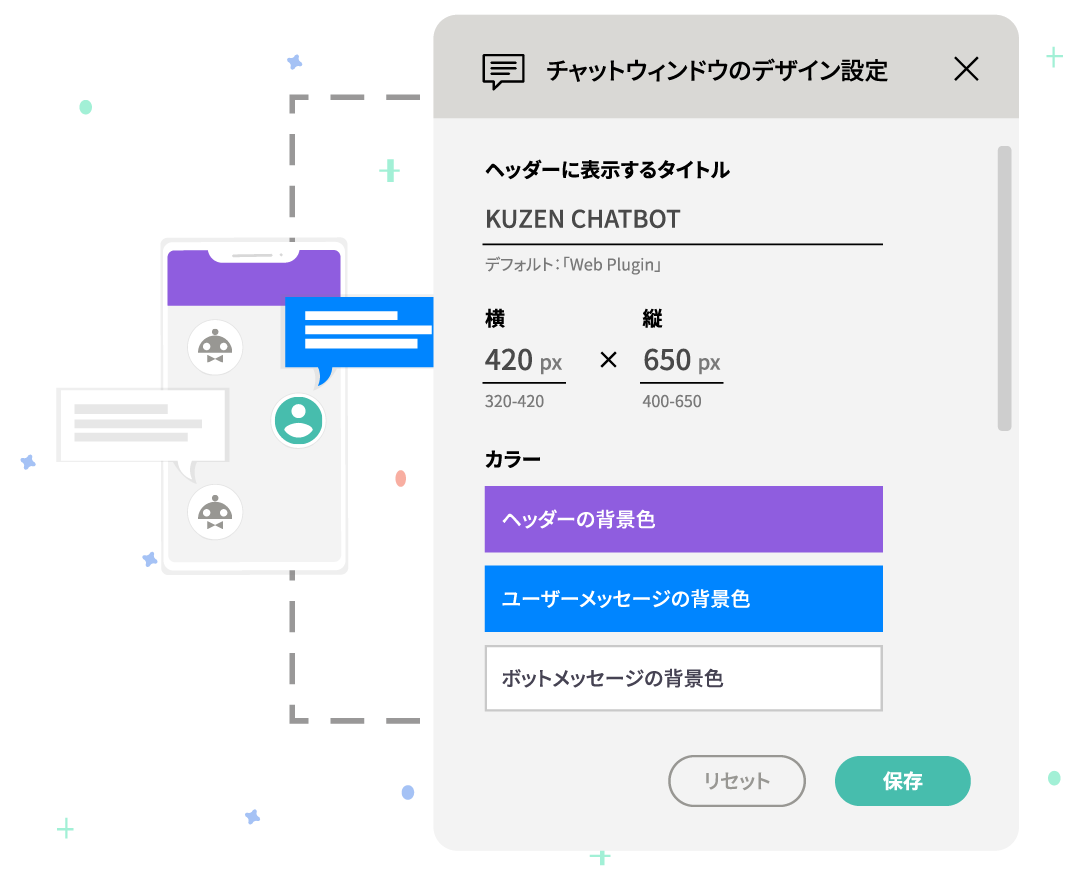 チャットウィンドウのデザイン設定
ヘッダーに表示するタイトル
KUZEN CHATBOT
デフォルト：「Web Plugin」
横 縦
420 px × 650 px
320-420 400-650
カラー
ヘッダーの背景色
ユーザーメッセージの背景色
ボットメッセージの背景色
リセット 保存